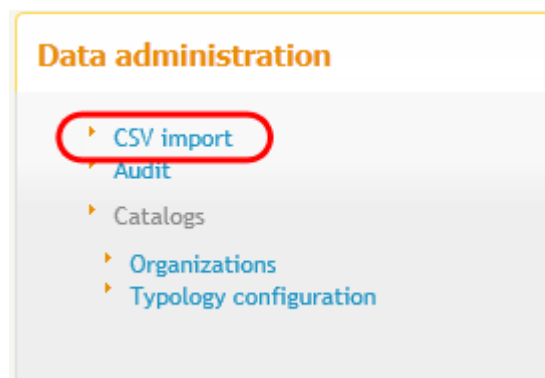 Data administration
CSV import
Audit
Catalogs
Organizations
Typology configuration